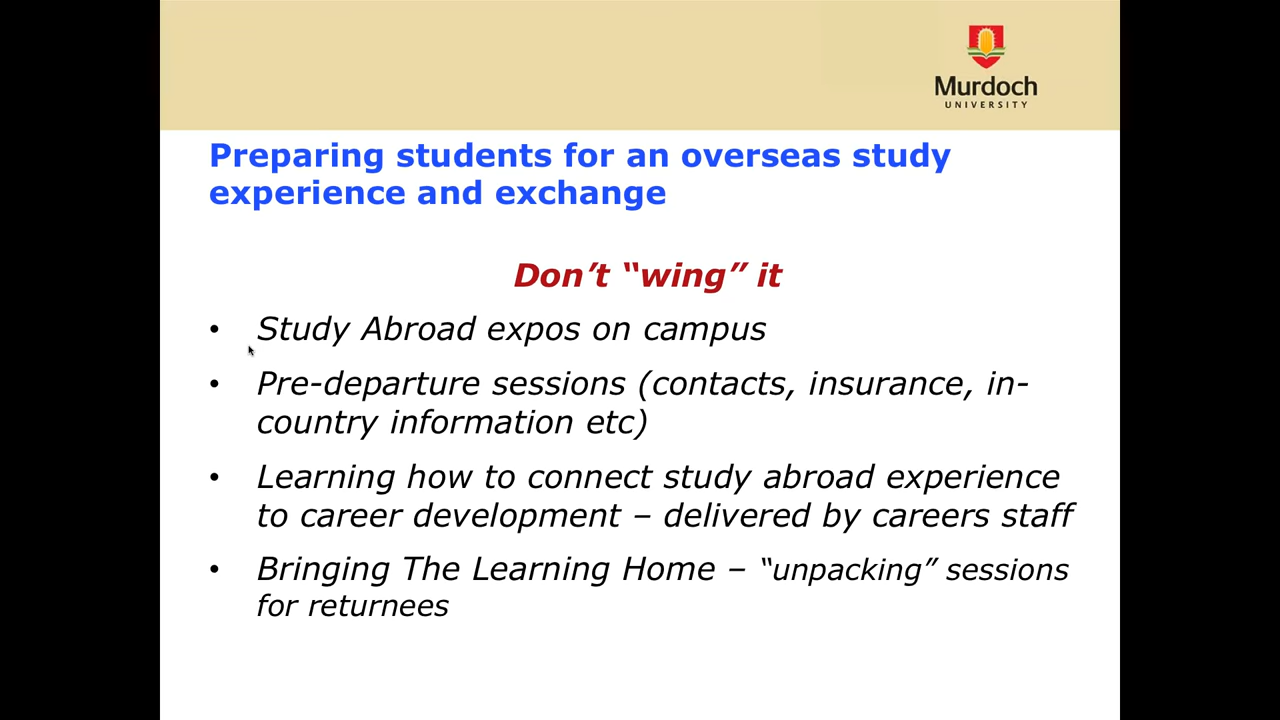 Murdoch
UNIVERSITY
Preparing students for an overseas study
experience and exchange
Don’t “wing” it
• Study Abroad expos on campus
• Pre-departure sessions (contacts, insurance, in-
country information etc)
• Learning how to connect study abroad experience
to career development – delivered by careers staff
• Bringing The Learning Home – “unpacking” sessions
for returnees